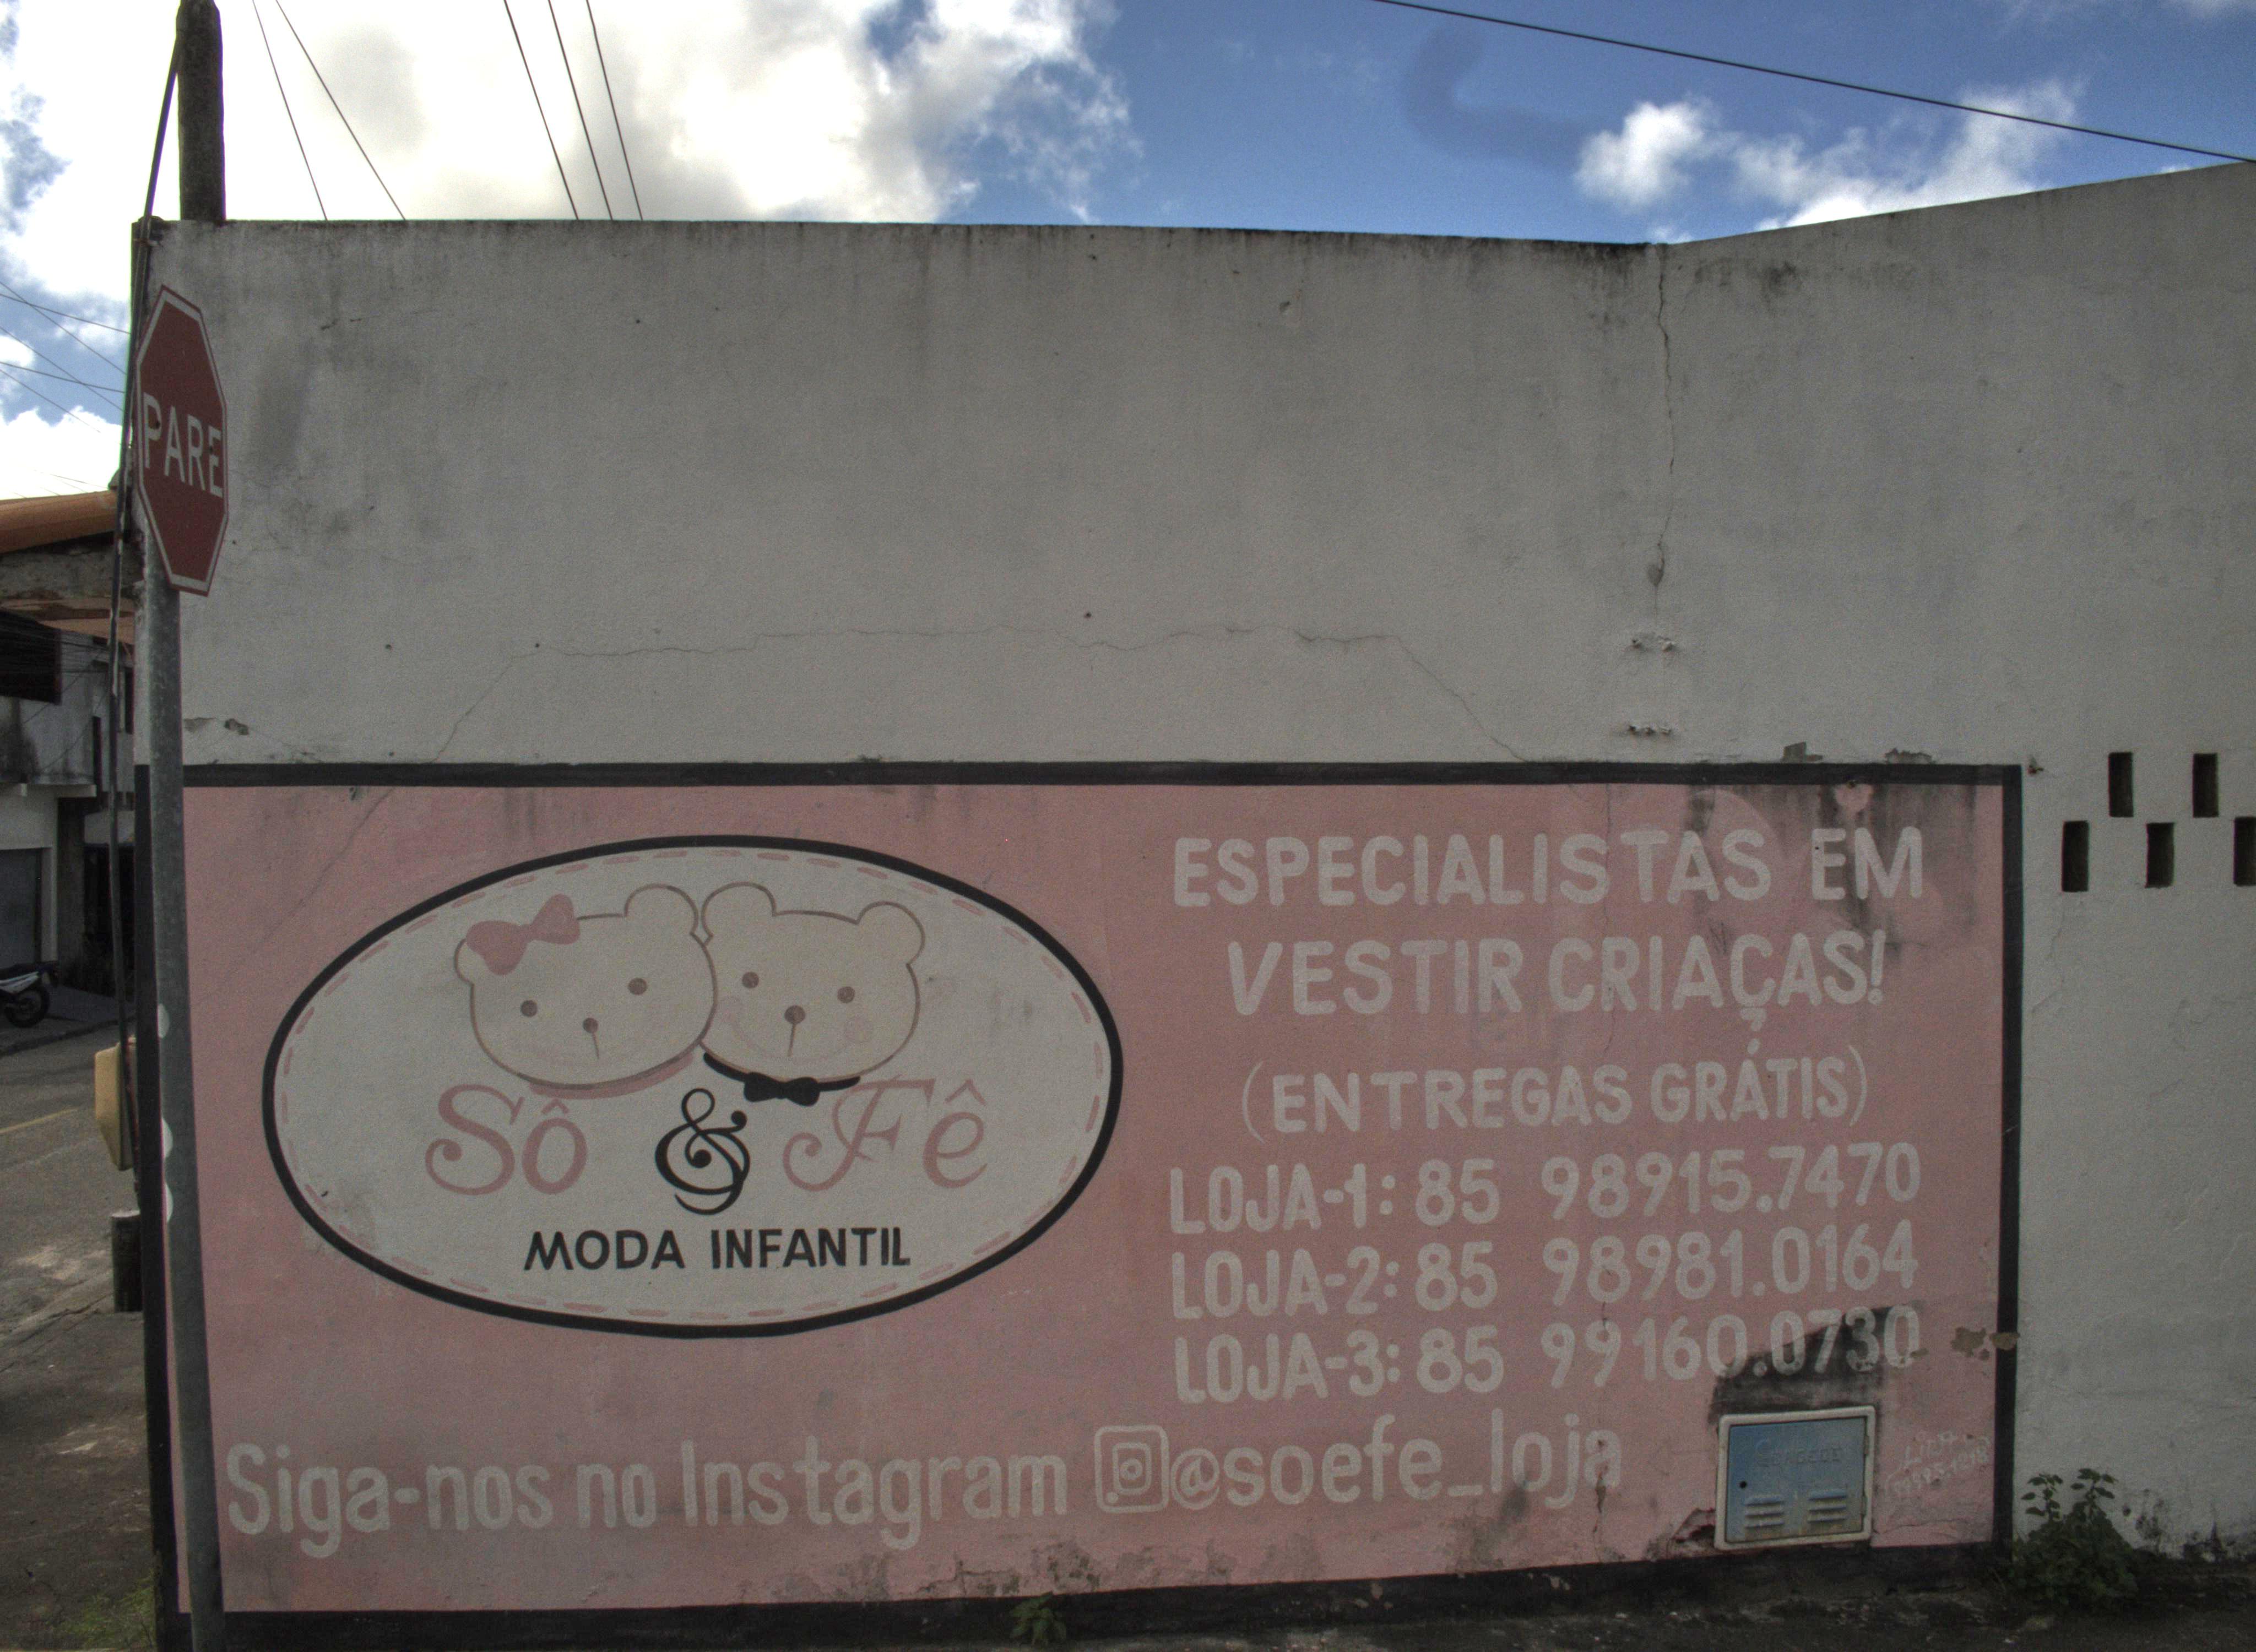 PARE
Sô & Fê
MODA INFANTIL
ESPECIALISTAS EM
VESTIR CRIAÇAS!
(ENTREGAS GRÁTIS)
LOJA-1: 85 98915.7470
LOJA-2: 85 98981.0164
LOJA-3: 85 99160.0730
Siga-nos no Instagram @soefe_loja